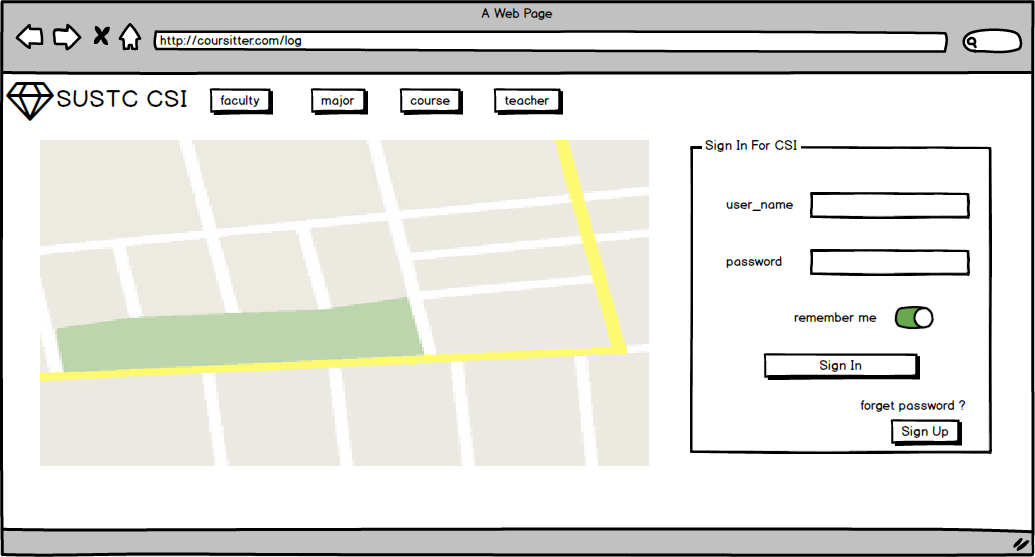 A Web Page
http://coursitter.com/log
SUSTC CSI
faculty
major
course
teacher
Sign In For CSI
user_name
password
remember me
Sign In
forget password ?
Sign Up